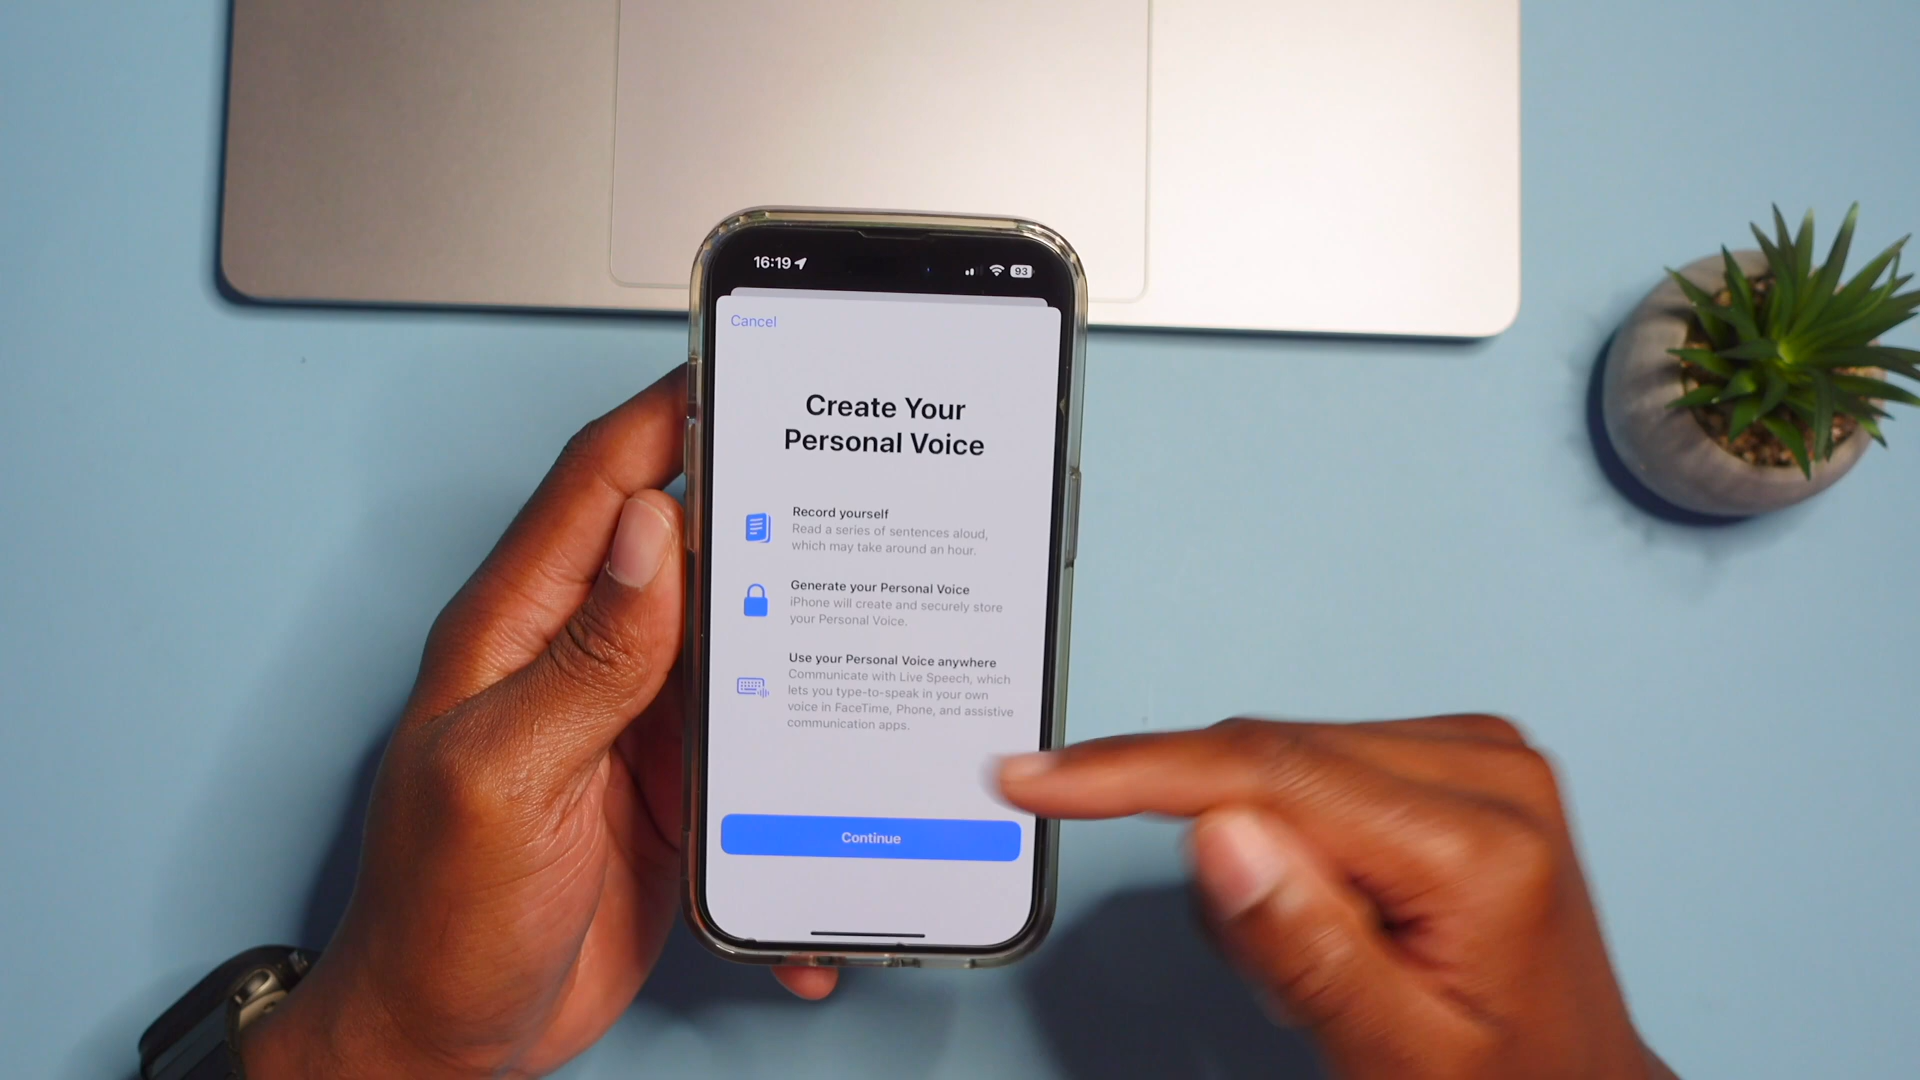 16:19
93
Cancel
Create Your
Personal Voice
Record yourself
Read a series of sentences aloud,
which may take around an hour.
Generate your Personal Voice
iPhone will create and securely store
your Personal Voice.
Use your Personal Voice anywhere
Communicate with Live Speech, which
lets you type-to-speak in your own
voice in FaceTime, Phone, and assistive
communication apps.
Continue